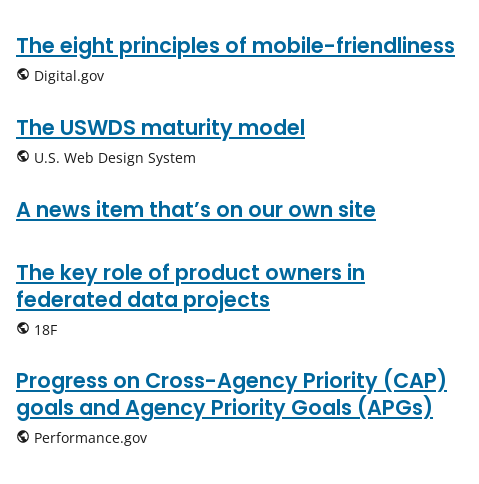 The eight principles of mobile-friendliness
Digital.gov
The USWDS maturity model
U.S. Web Design System
A news item that’s on our own site
The key role of product owners in
federated data projects
18F
Progress on Cross-Agency Priority (CAP)
goals and Agency Priority Goals (APGs)
Performance.gov